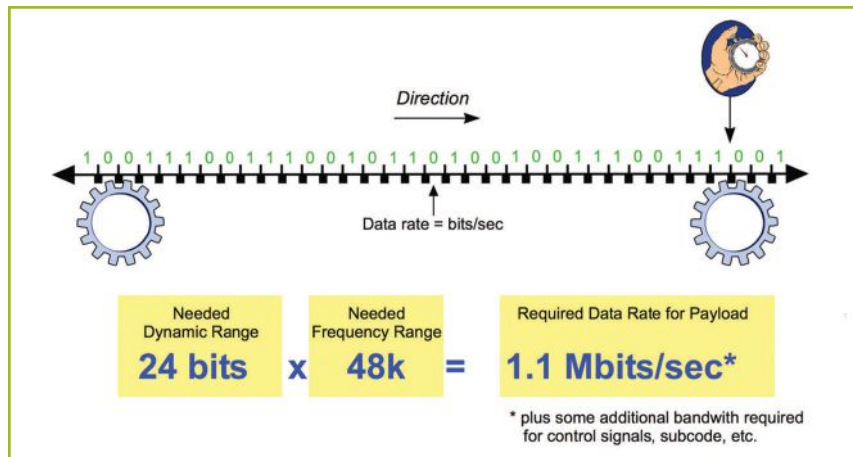 Direction
1 0 0 1 1 1 1 0 0 1 1 1 0 0 1 0 1 1 0 1 0 0 1 0 0 1 1 1 0 0 1 1 1 0 0 1
Data rate = bits/sec
Needed
Dynamic Range
24 bits
x
Needed
Frequency Range
48k
=
Required Data Rate for Payload
1.1 Mbits/sec*
* plus some additional bandwith required
for control signals, subcode, etc.